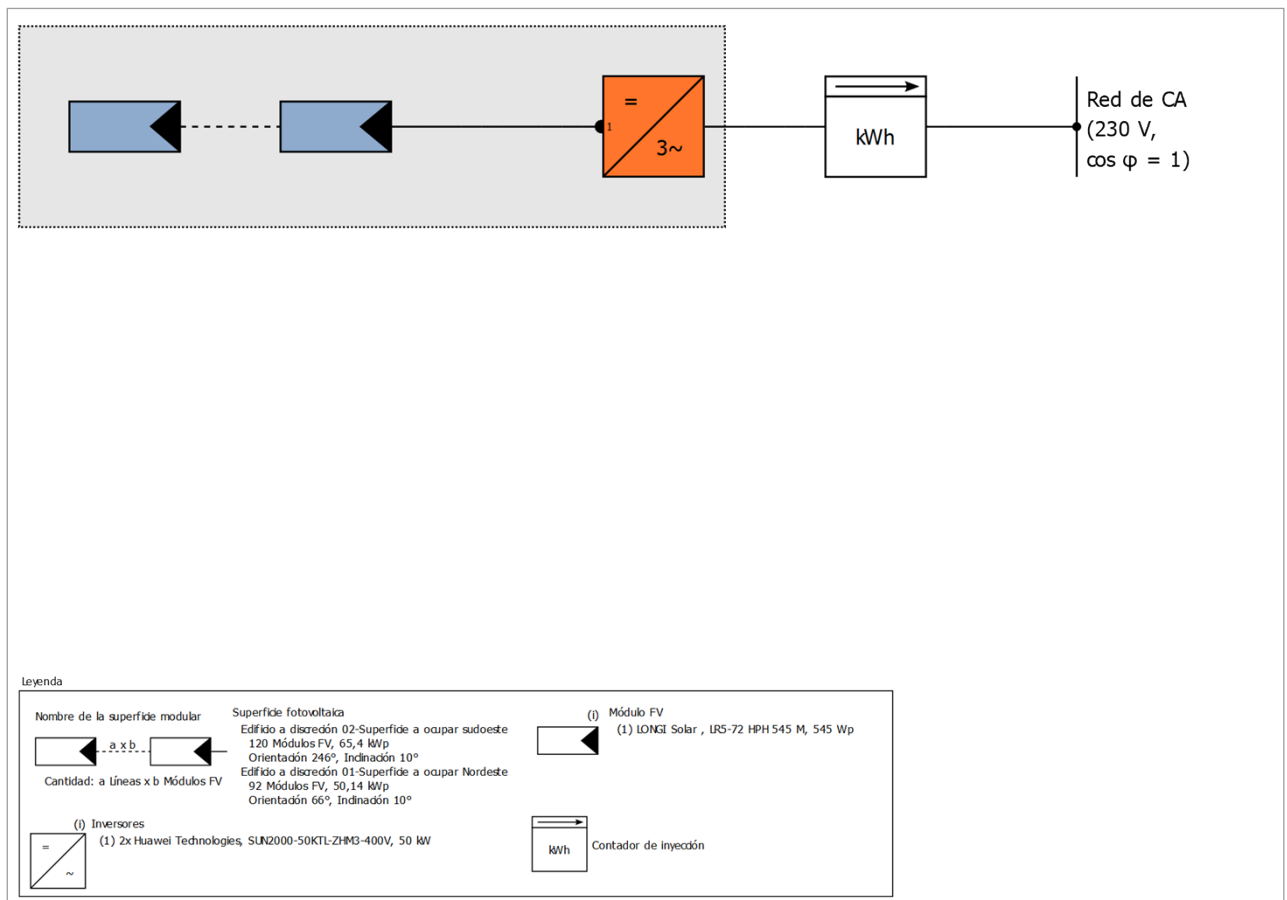 =
1
3~
kWh
Red de CA
(230 V,
cos φ = 1)
Leyenda
Nombre de la superficie modular
a x b
Cantidad: a Líneas x b Módulos FV
Superficie fotovoltaica
Edificio a discreción 02-Superficie a ocupar sudoeste
120 Módulos FV, 65,4 kWp
Orientación 246°, Inclinación 10°
Edificio a discreción 01-Superficie a ocupar Nordeste
92 Módulos FV, 50,14 kWp
Orientación 66°, Inclinación 10°
(i) Módulo FV
(1) LONGI Solar , LR5-72 HPH 545 M, 545 Wp
(i) Inversores
= ~
(1) 2x Huawei Technologies, SUN2000-50KTL-ZHM3-400V, 50 kW
kWh
Contador de inyección